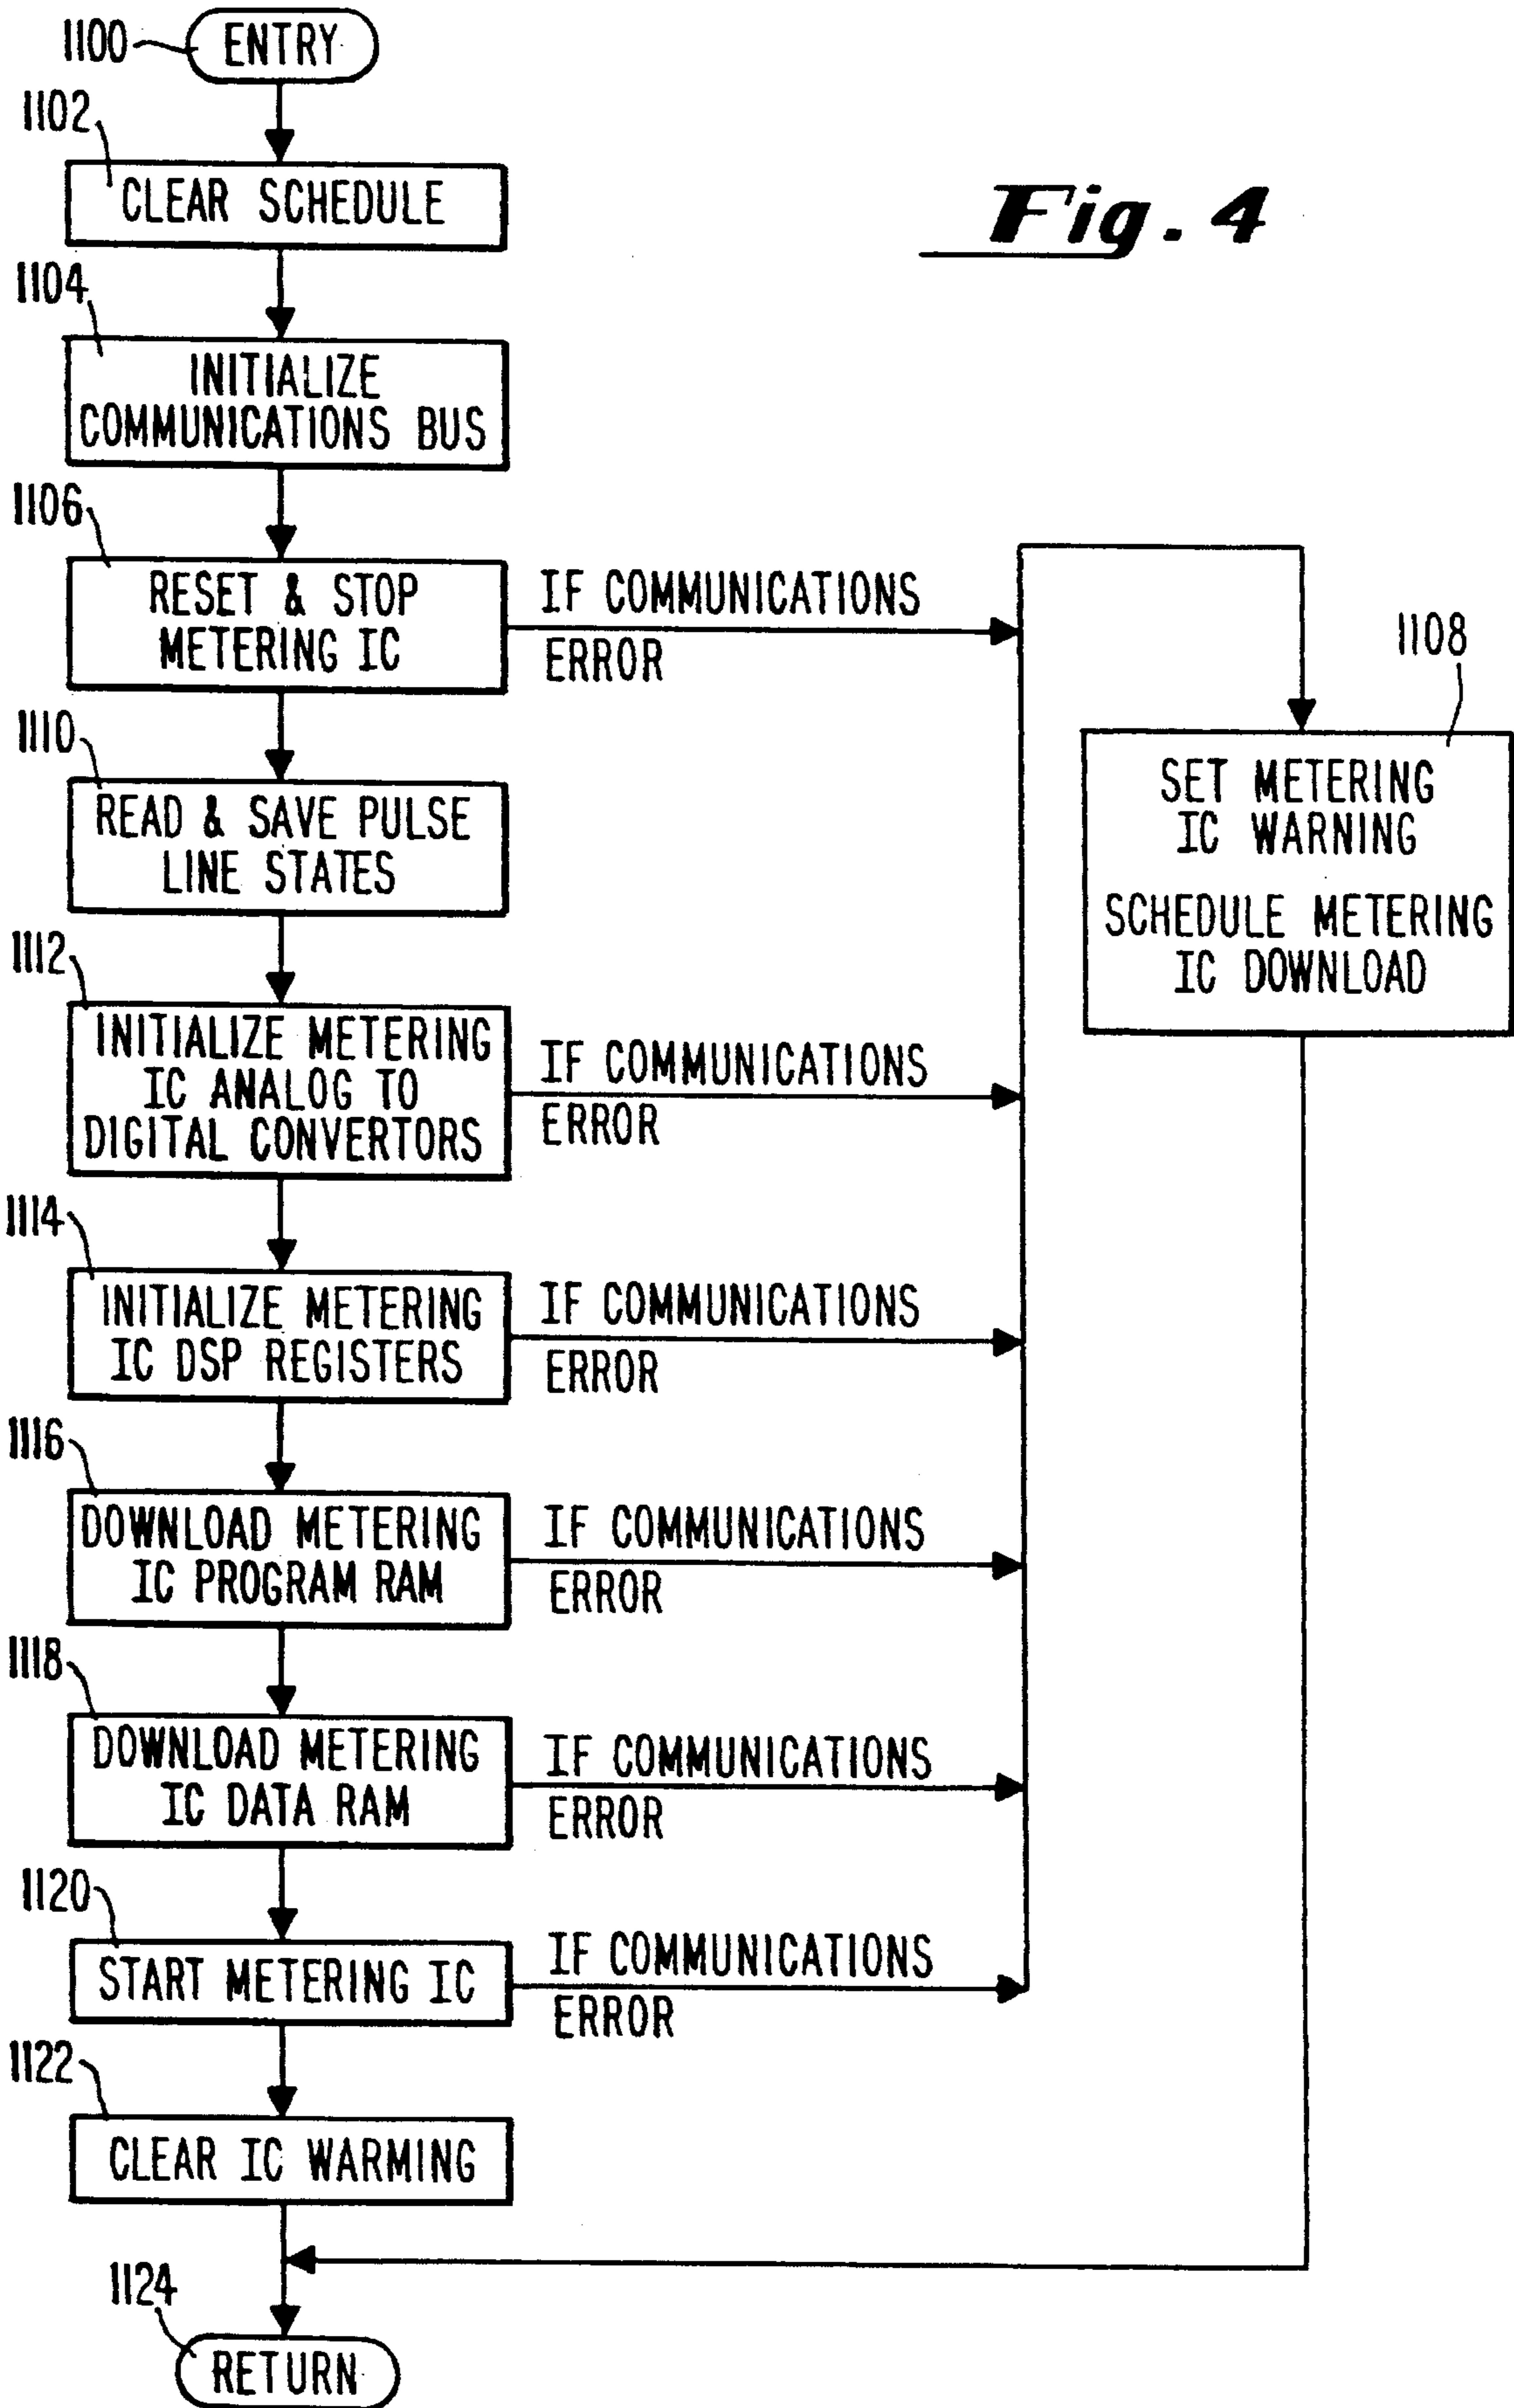 1100
ENTRY
1102
CLEAR SCHEDULE
Fig. 4
1104
INITIALIZE
COMMUNICATIONS BUS
1106
RESET & STOP
METERING IC
IF COMMUNICATIONS
ERROR
1108
SET METERING
IC WARNING
SCHEDULE METERING
IC DOWNLOAD
1110
READ & SAVE PULSE
LINE STATES
1112
INITIALIZE METERING
IC ANALOG TO
DIGITAL CONVERTORS
IF COMMUNICATIONS
ERROR
1114
INITIALIZE METERING
IC DSP REGISTERS
IF COMMUNICATIONS
ERROR
1116
DOWNLOAD METERING
IC PROGRAM RAM
IF COMMUNICATIONS
ERROR
1118
DOWNLOAD METERING
IC DATA RAM
IF COMMUNICATIONS
ERROR
1120
START METERING IC
IF COMMUNICATIONS
ERROR
1122
CLEAR IC WARMING
1124
RETURN